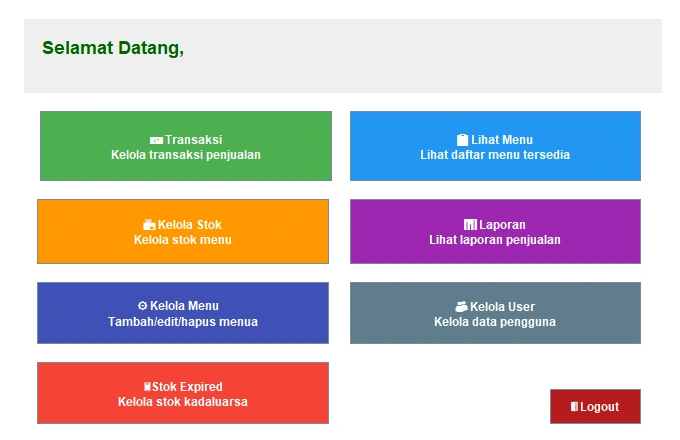 Selamat Datang,
Transaksi
Kelola transaksi penjualan
Lihat Menu
Lihat daftar menu tersedia
Kelola Stok
Kelola stok menu
Laporan
Lihat laporan penjualan
Kelola Menu
Tambah/edit/hapus menua
Kelola User
Kelola data pengguna
Stok Expired
Kelola stok kadaluarsa
Logout